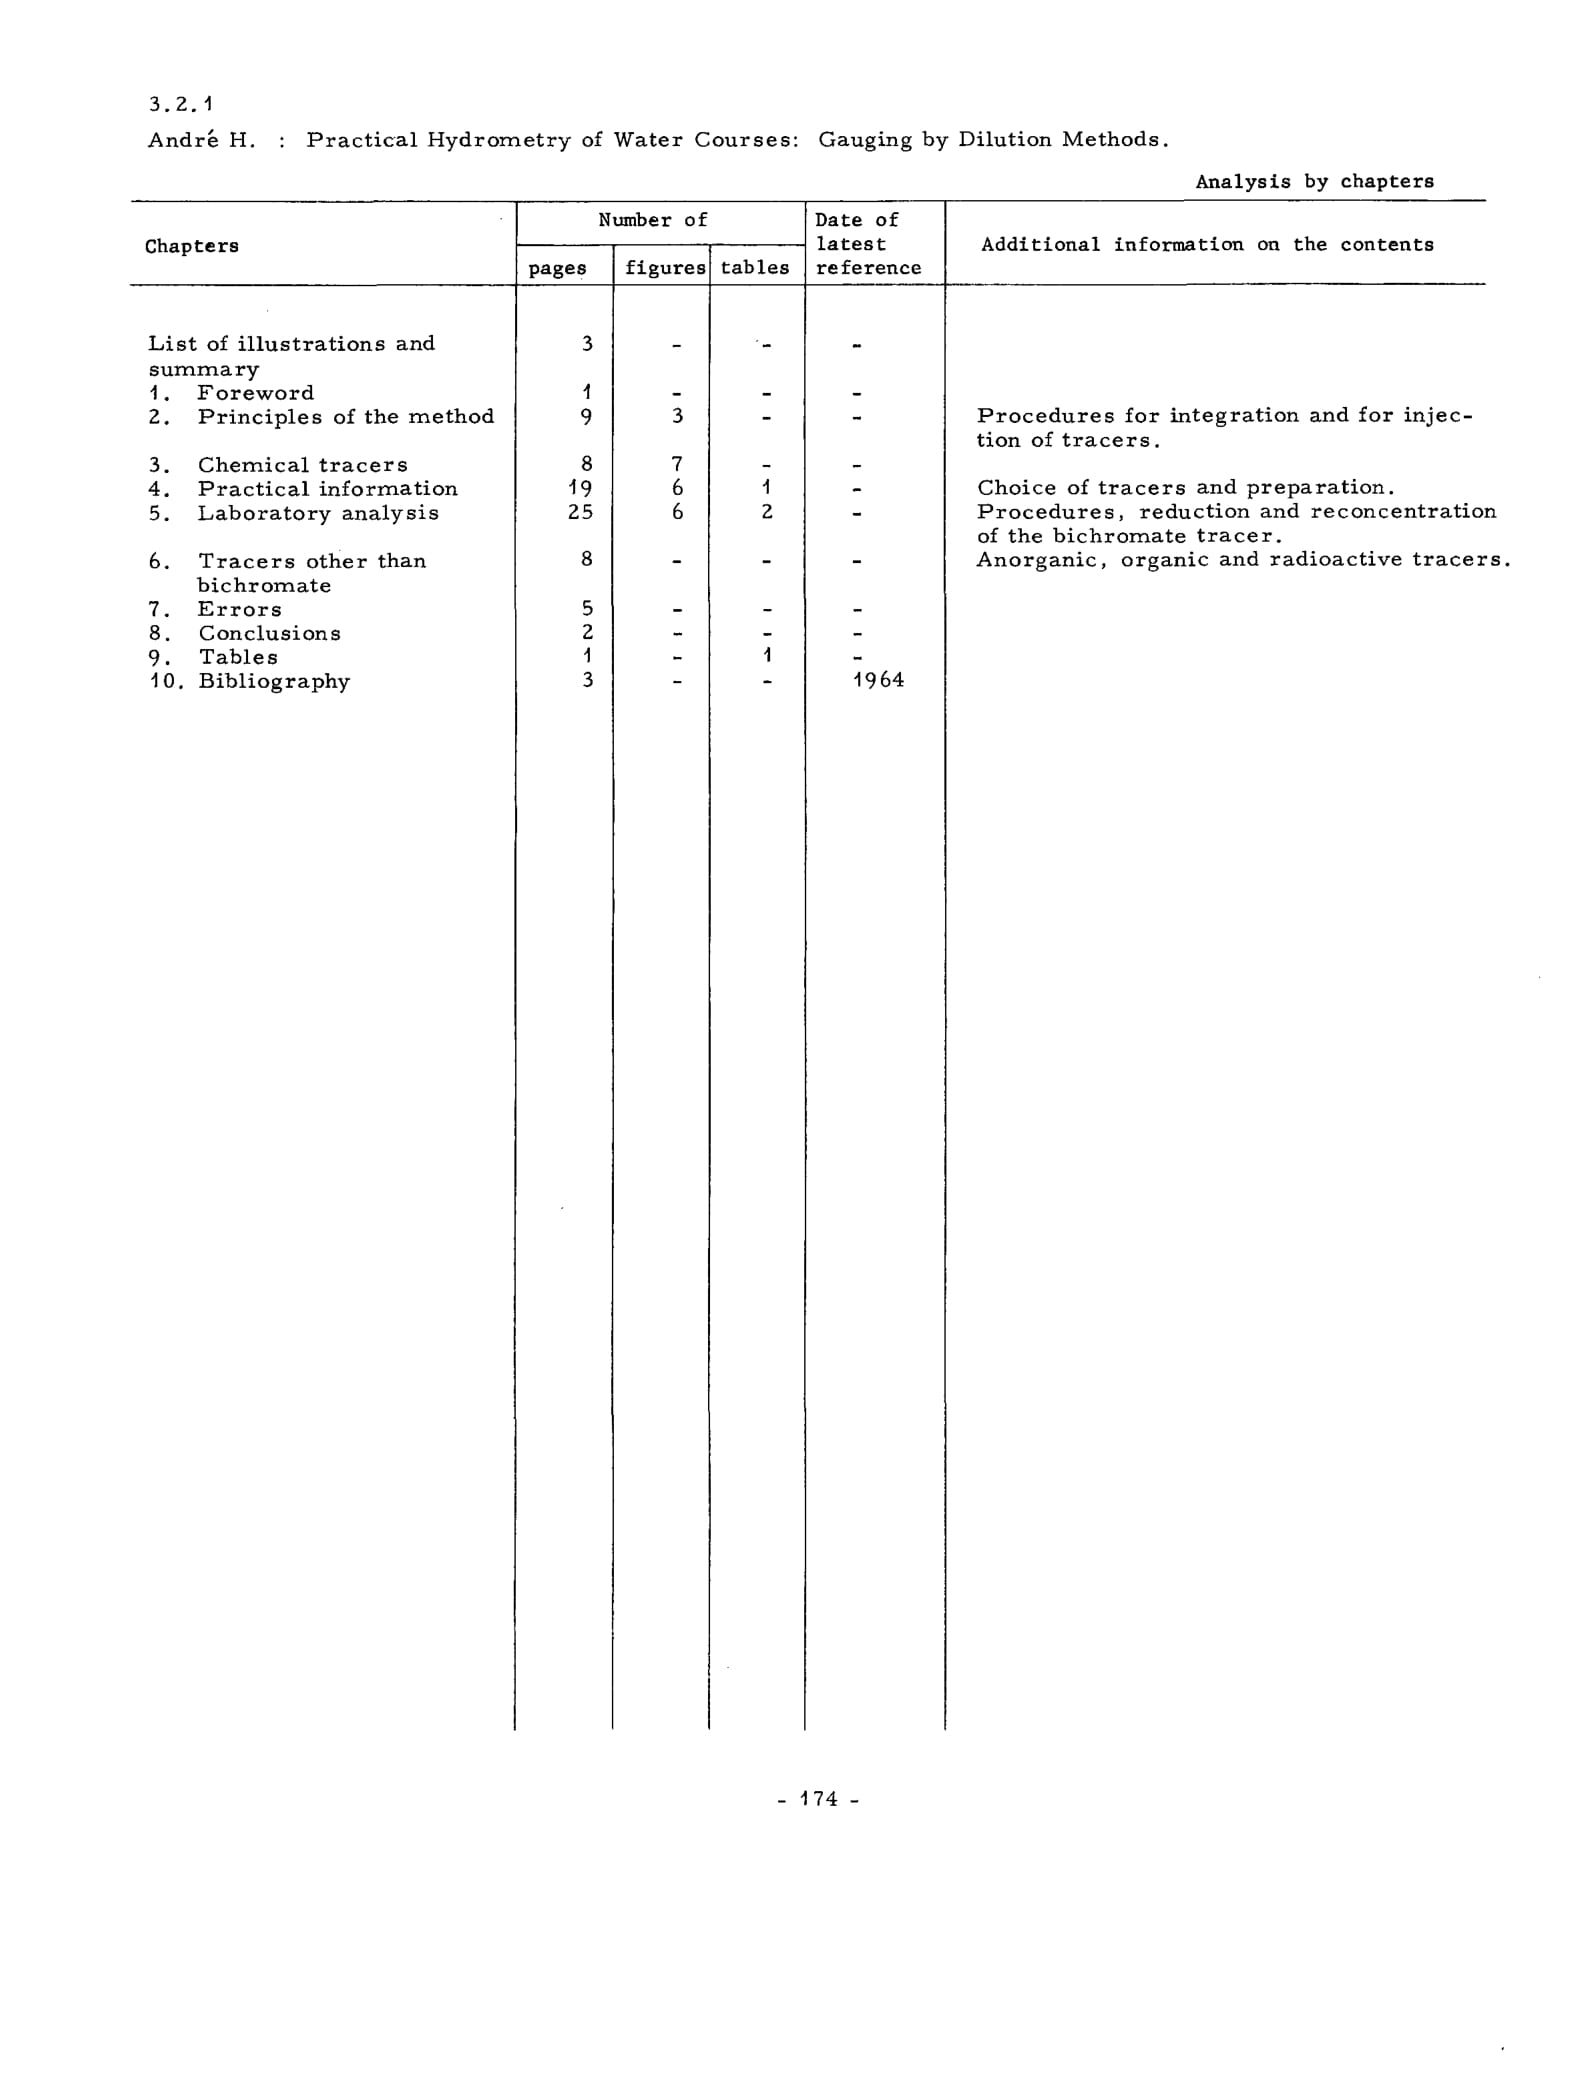 3.2.1
André H. : Practical Hydrometry of Water Courses: Gauging by Dilution Methods.
Analysis by chapters
Chapters Number of Date of latest reference Additional information on the contents
pages figures tables
List of illustrations and 3 - - -
summary
1. Foreword 1 - - -
2. Principles of the method 9 3 - - Procedures for integration and for injec-
tion of tracers.
3. Chemical tracers 8 7 - -
4. Practical information 19 6 1 - Choice of tracers and preparation.
5. Laboratory analysis 25 6 2 - Procedures, reduction and reconcentration
of the bichromate tracer.
6. Tracers other than 8 - - - Anorganic, organic and radioactive tracers.
bichromate
7. Errors 5 - - -
8. Conclusions 2 - - -
9. Tables 1 - 1 -
10. Bibliography 3 - - 1964
- 174 -